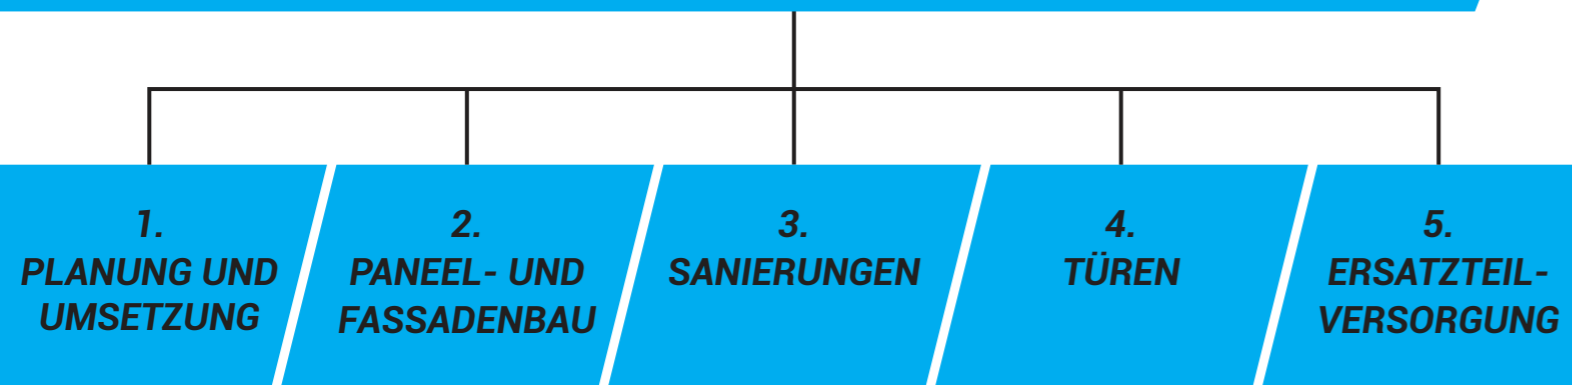 1.
PLANUNG UND
UMSETZUNG
2.
PANEEL- UND
FASSADENBAU
3.
SANIERUNGEN
4.
TÜREN
5.
ERSATZTEIL-
VERSORGUNG